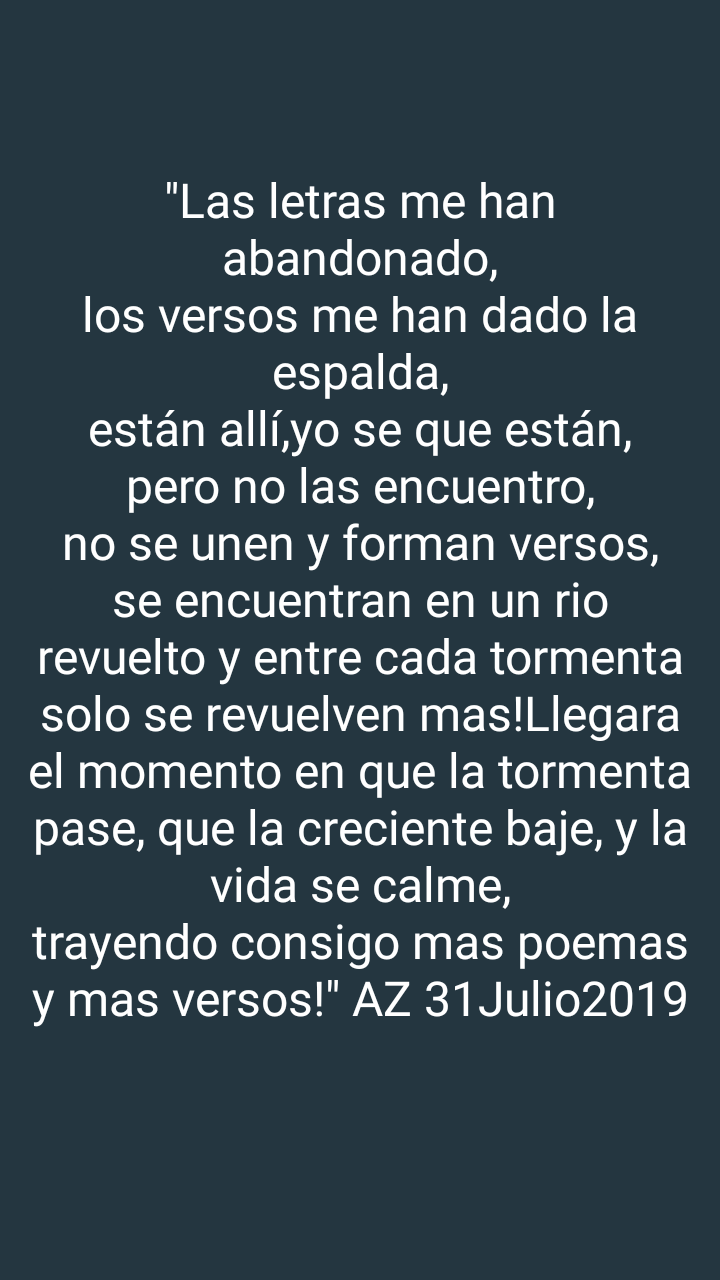 "Las letras me han
abandonado,
los versos me han dado la
espalda,
están allí,yo se que están,
pero no las encuentro,
no se unen y forman versos,
se encuentran en un rio
revuelto y entre cada tormenta
solo se revuelven mas!Llegara
el momento en que la tormenta
pase, que la creciente baje, y la
vida se calme,
trayendo consigo mas poemas
y mas versos!" AZ 31Julio2019